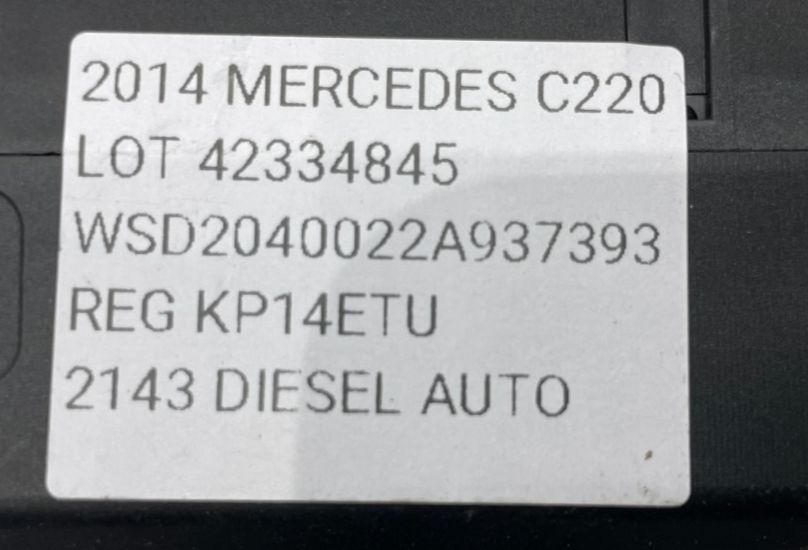 2014 MERCEDES C220
LOT 42334845
WSD2040022A937393
REG KP14ETU
2143 DIESEL AUTO